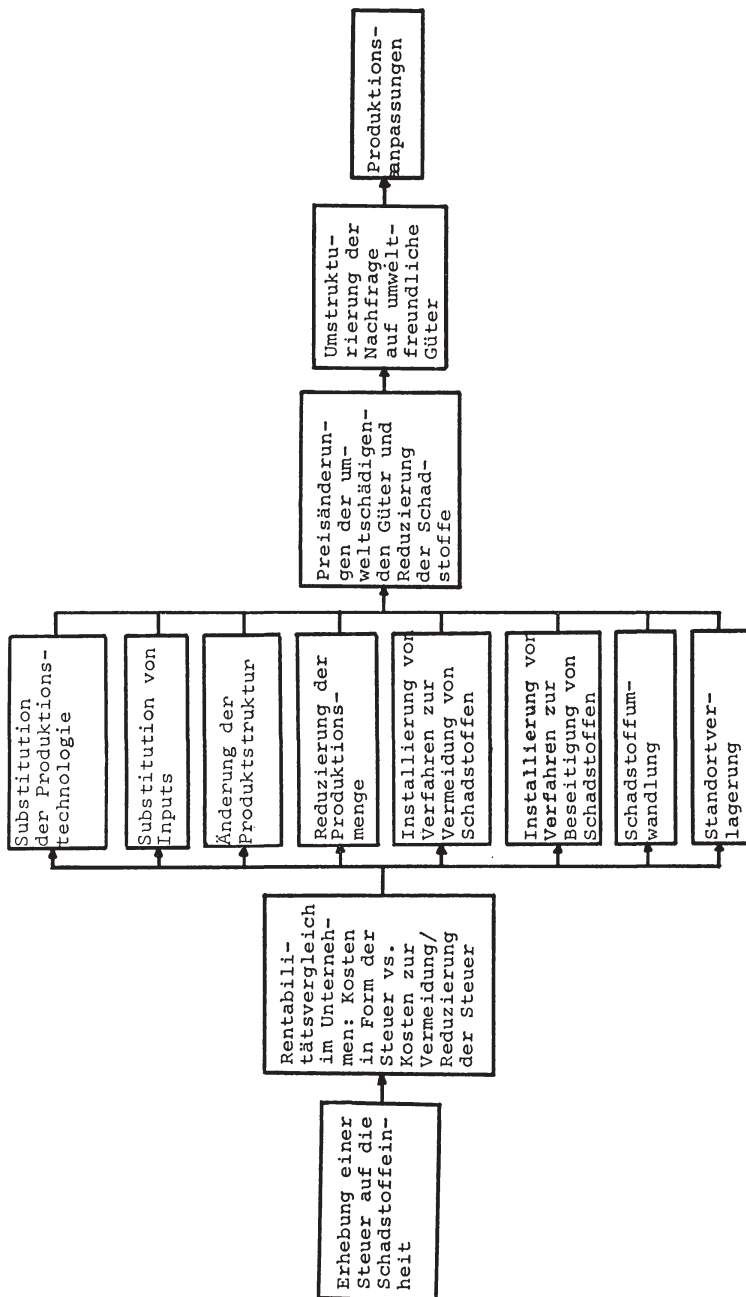 Erhebung einer
Steuer auf die
Schadstoffein-
heit
Rentabili-
tätsvergleich
im Unterneh-
men: Kosten
in Form der
Steuer vs.
Kosten zur
Vermeidung/
Reduzierung
der Steuer
Substitution
der Produktions-
technologie
Substitution von
Inputs
Änderung der
Produktstruktur
Reduzierung der
Produktions-
menge
Installierung von
Verfahren zur
Vermeidung von
Schadstoffen
Installierung von
Verfahren zur
Beseitigung von
Schadstoffen
Schadstoffum-
wandlung
Standortver-
lagerung
Preisänderun-
gen der um-
weltschädigen-
den Güter und
Reduzierung
der Schad-
stoffe
Umstruktu-
rierung der
Nachfrage
auf umwelt-
freundliche
Güter
Produktions-
anpassungen